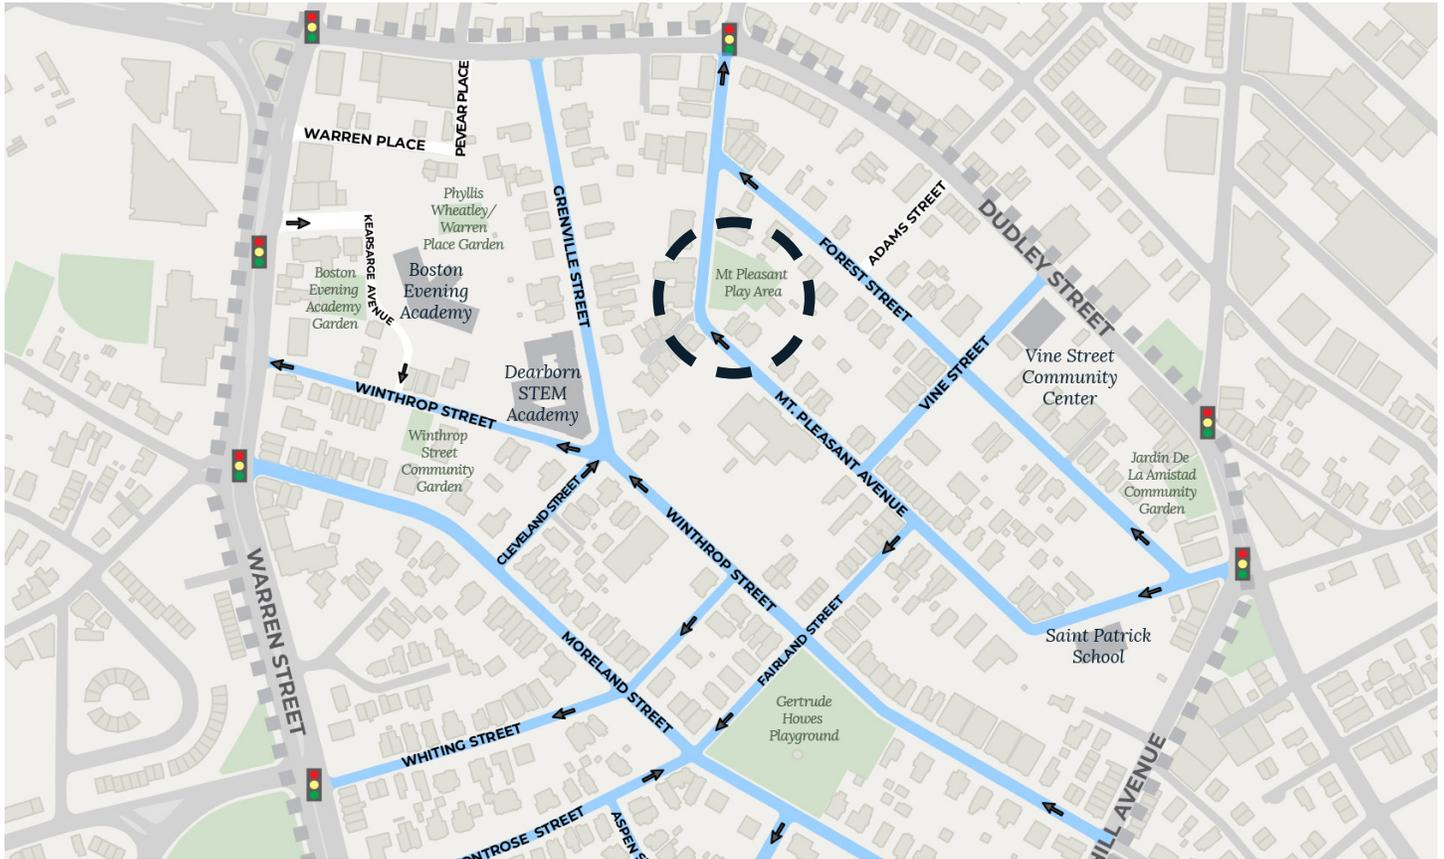 PEVEAR PLACE
WARREN PLACE
Phyllis
Wheatley/
Warren
Place Garden
KEARSARGE AVENUE
GRENVILLE STREET
ADAMS STREET
DUDLEY STREET
FOREST STREET
Boston
Evening
Academy
Garden
Boston
Evening
Academy
Mt Pleasant
Play Area
Vine Street
Community
Center
VINE STREET
Dearborn
STEM
Academy
WINTHROP STREET
MT. PLEASANT AVENUE
Winthrop
Street
Community
Garden
Jardin De
La Amistad
Community
Garden
CLEVELAND STREET
WINTHROP STREET
WARREN STREET
FAIRLAND STREET
Saint Patrick
School
MORELAND STREET
Gertrude
Howes
Playground
WHITING STREET
HILL AVENUE
ONTROSE STREET
ASPEN S